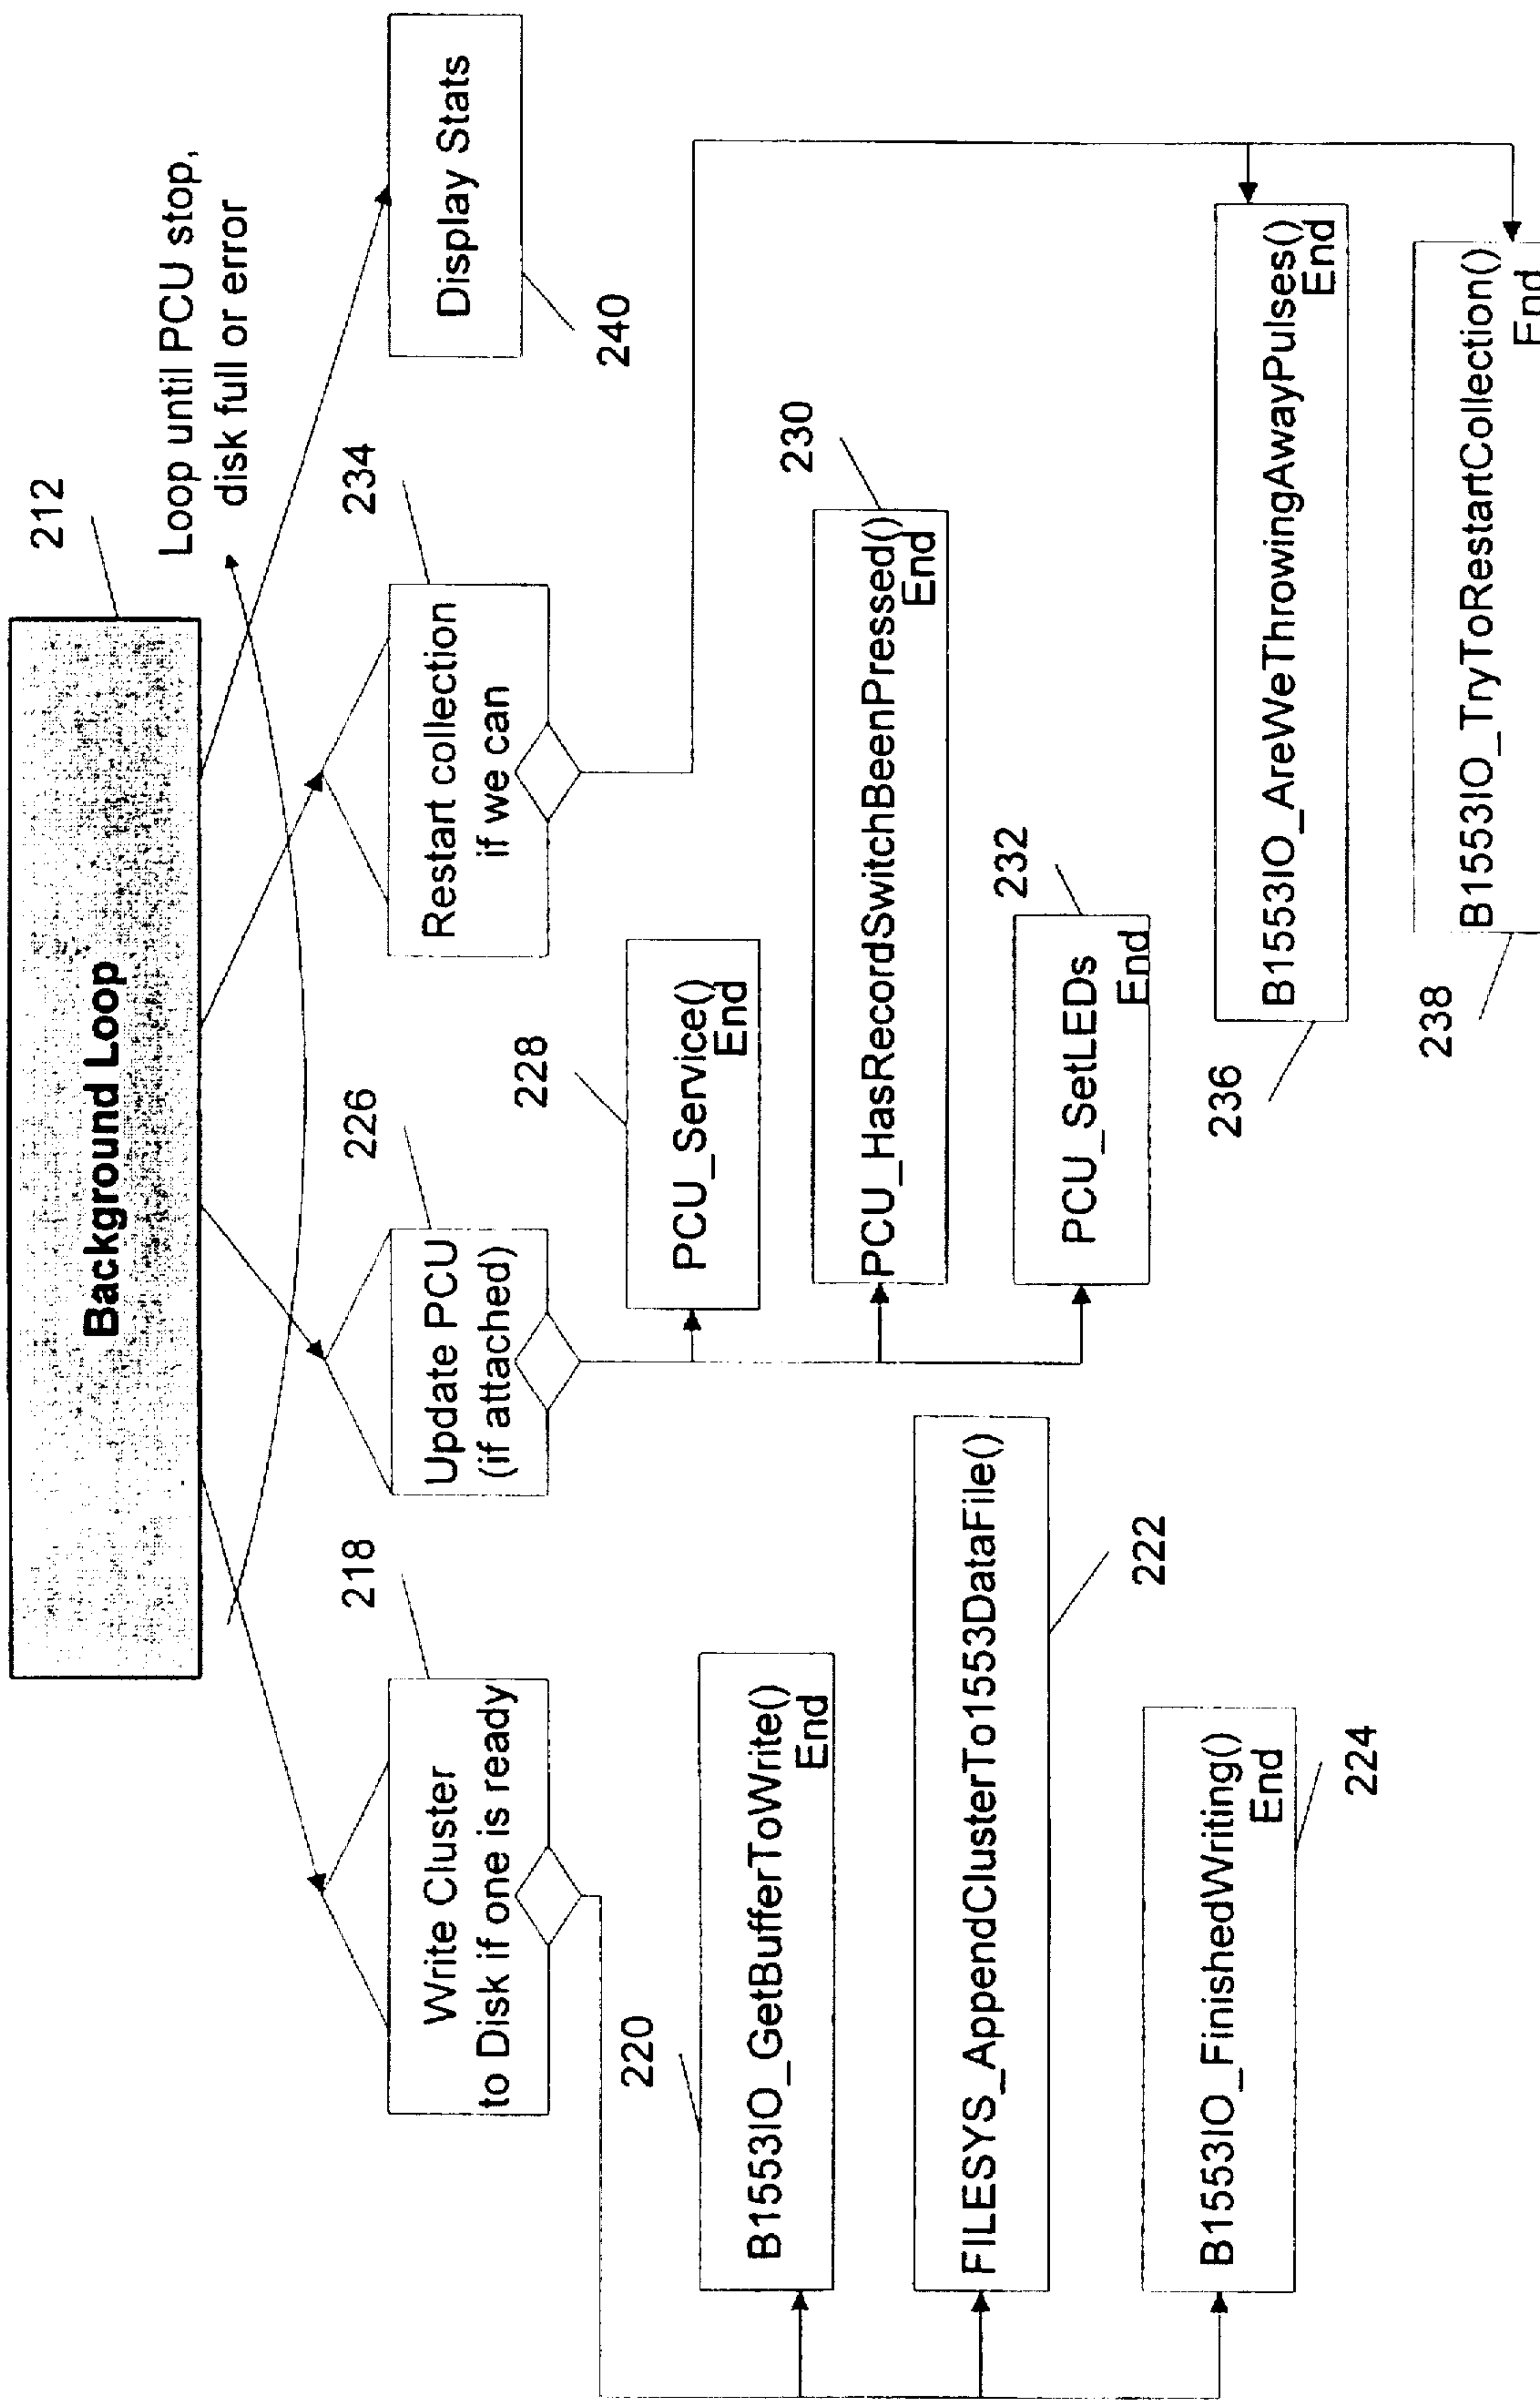 212
Background Loop
Loop until PCU stop,
disk full or error
218
Write Cluster
to Disk if one is ready
226
Update PCU
(if attached)
234
Restart collection
if we can
Display Stats
240
220
B1553IO_GetBufferToWrite()
End
FILESYS_AppendClusterTo1553DataFile()
222
B1553IO_FinishedWriting()
End
224
228
PCU_Service()
End
230
PCU_HasRecordSwitchBeenPressed()
End
232
PCU_SetLEDs
End
B1553IO_AreWeThrowingAwayPulses()
End
236
B1553IO_TryToRestartCollection()
End
238